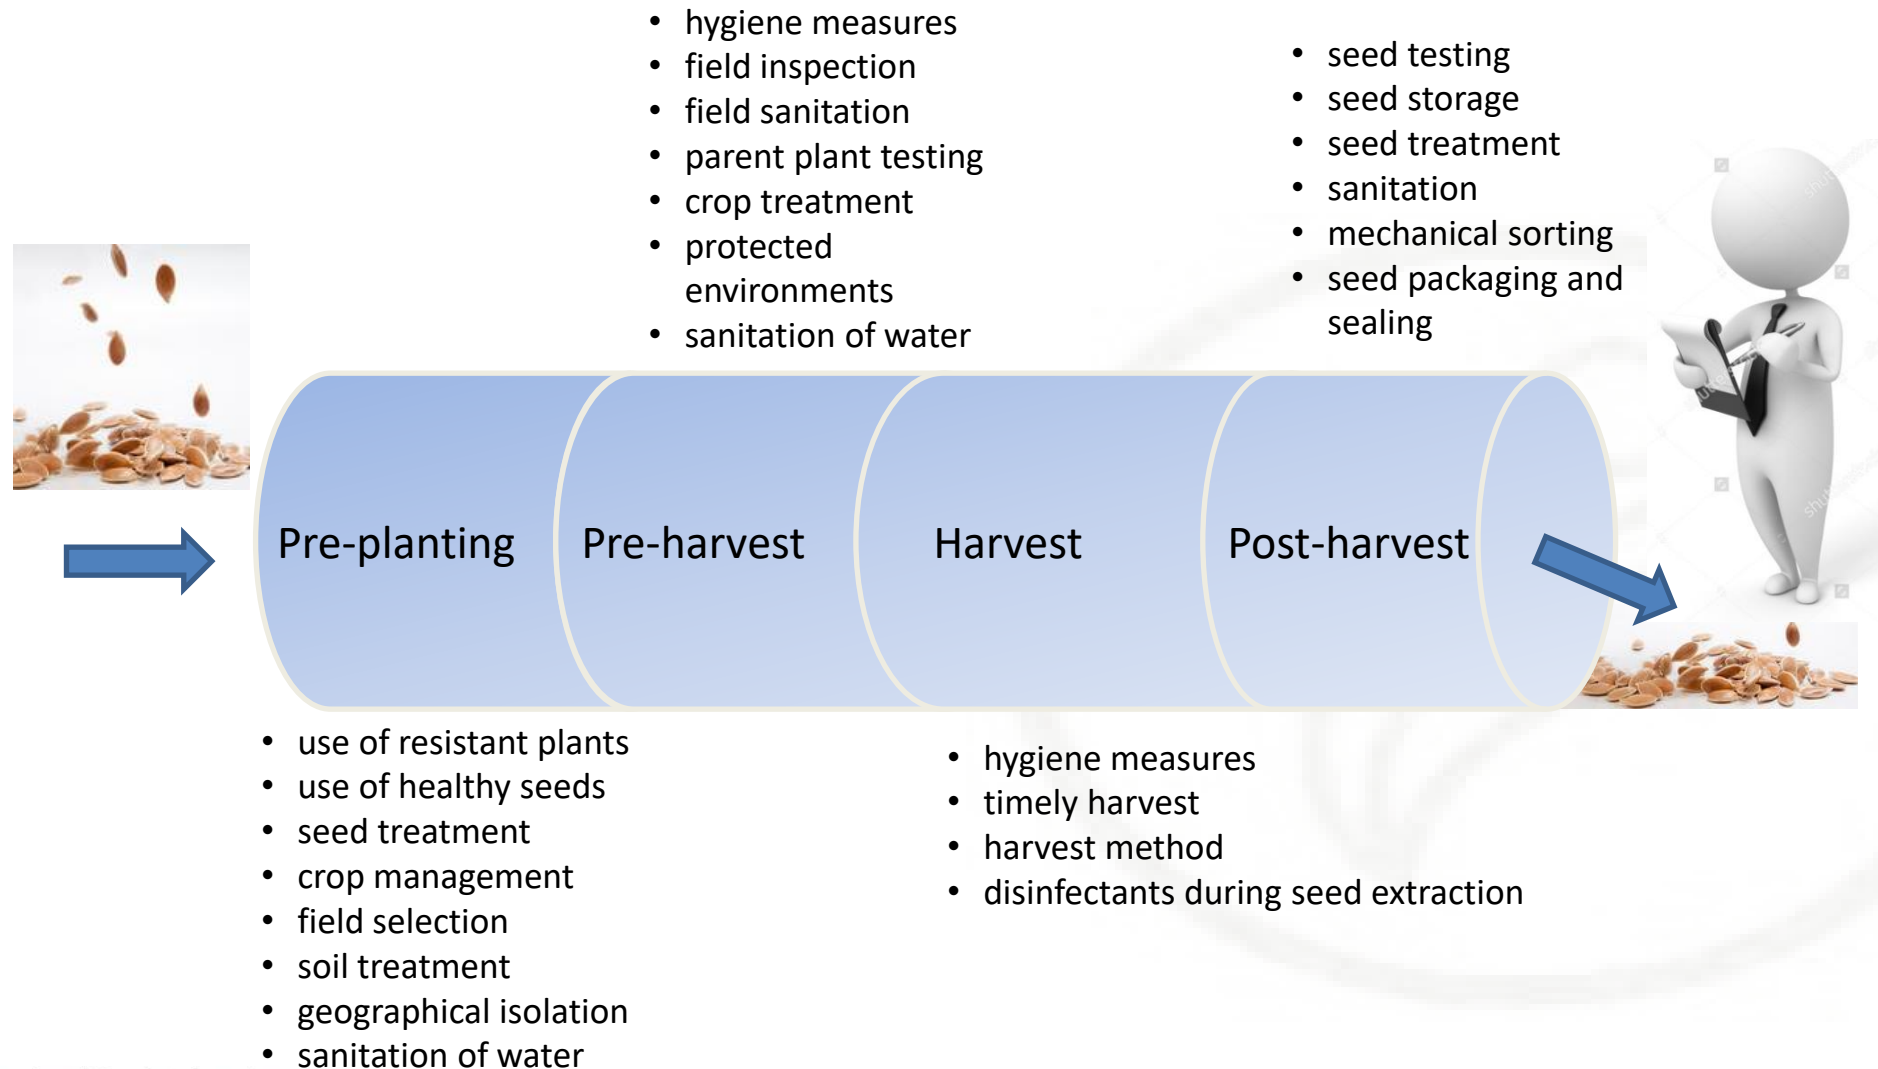 • hygiene measures
• field inspection
• field sanitation
• parent plant testing
• crop treatment
• protected
environments
• sanitation of water
• seed testing
• seed storage
• seed treatment
• sanitation
• mechanical sorting
• seed packaging and
sealing
Pre-planting
Pre-harvest
Harvest
Post-harvest
• use of resistant plants
• use of healthy seeds
• seed treatment
• crop management
• field selection
• soil treatment
• geographical isolation
• sanitation of water
• hygiene measures
• timely harvest
• harvest method
• disinfectants during seed extraction